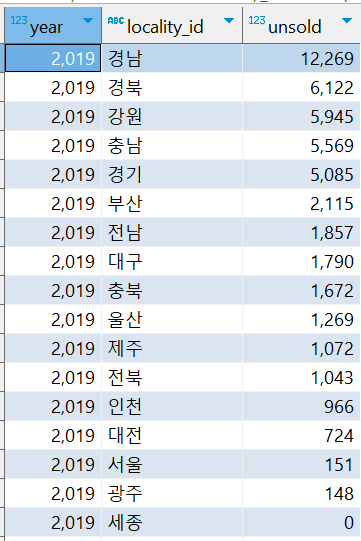 123 year ABC locality_id 123 unsold
2,019 경남 12,269
2,019 경북 6,122
2,019 강원 5,945
2,019 충남 5,569
2,019 경기 5,085
2,019 부산 2,115
2,019 전남 1,857
2,019 대구 1,790
2,019 충북 1,672
2,019 울산 1,269
2,019 제주 1,072
2,019 전북 1,043
2,019 인천 966
2,019 대전 724
2,019 서울 151
2,019 광주 148
2,019 세종 0